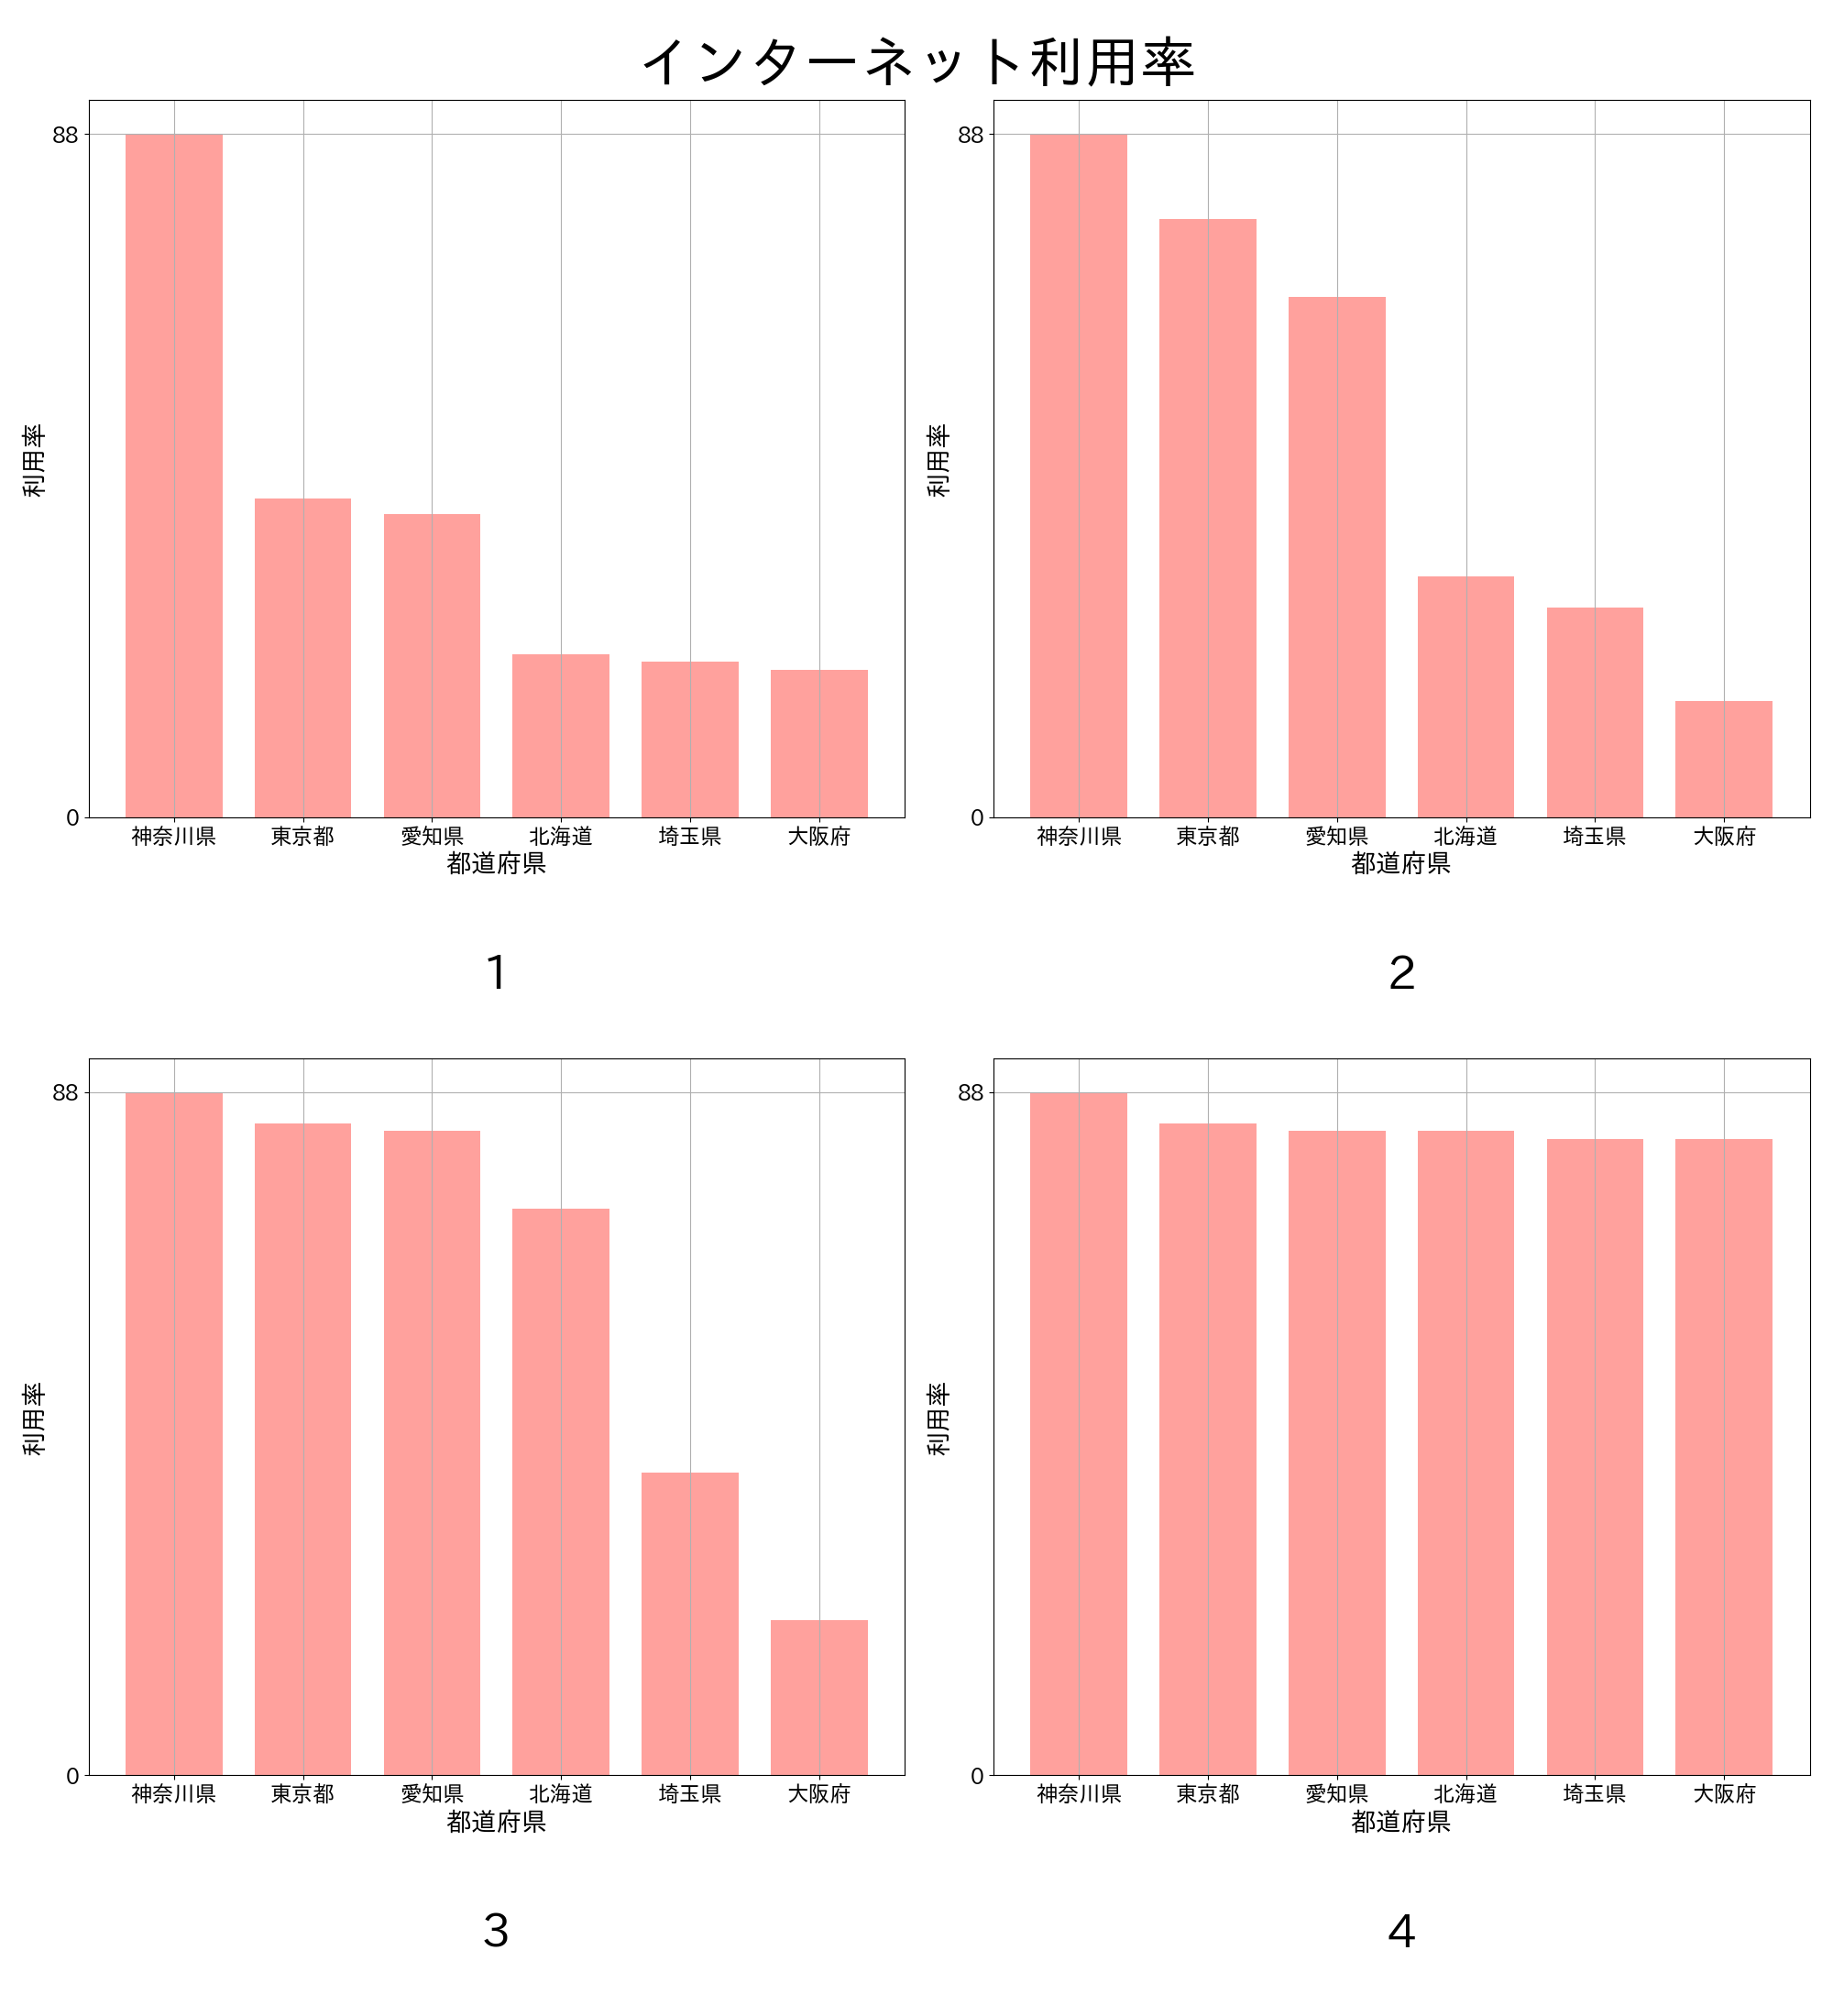 インターネット利用率
88
0
利用率
神奈川県 東京都 愛知県 北海道 埼玉県 大阪府
都道府県
1
88
0
利用率
神奈川県 東京都 愛知県 北海道 埼玉県 大阪府
都道府県
2
88
0
利用率
神奈川県 東京都 愛知県 北海道 埼玉県 大阪府
都道府県
3
88
0
利用率
神奈川県 東京都 愛知県 北海道 埼玉県 大阪府
都道府県
4